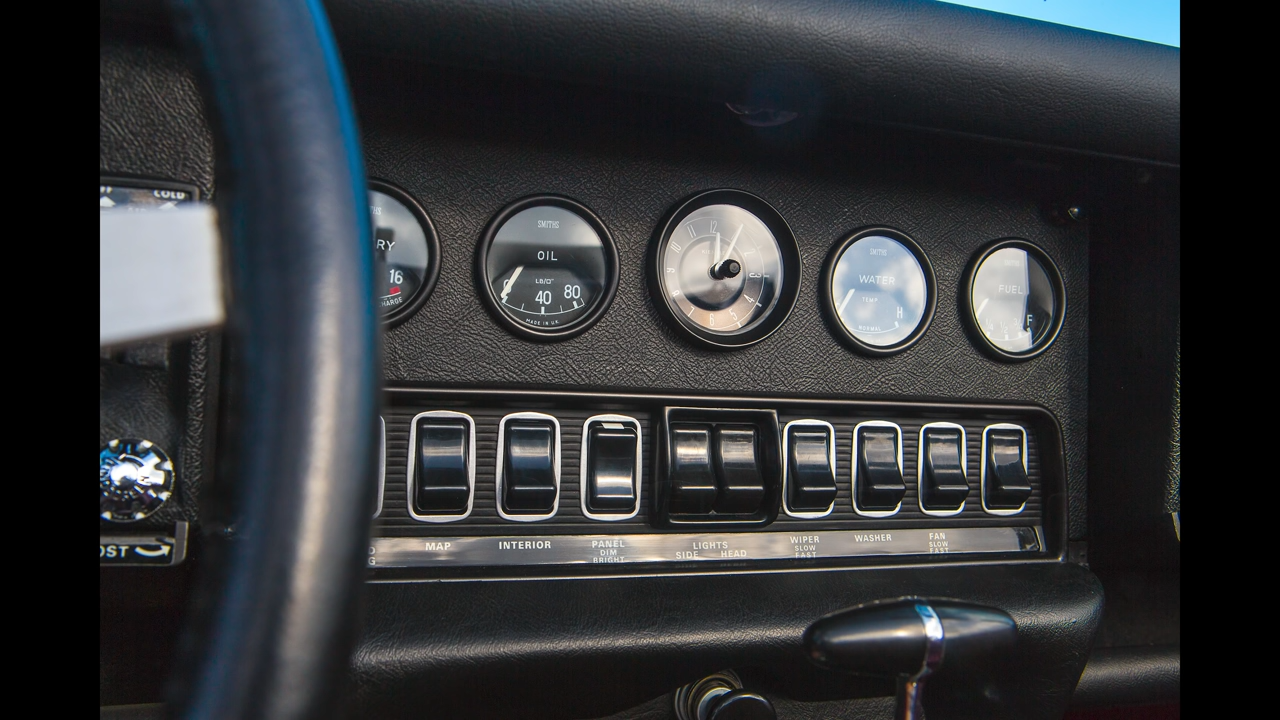 COLD
RY
16
SMITHS
OIL
LB/□"
40 80
MADE IN U.K.
12
SMITHS
WATER
TEMP
H
NORMAL
FUEL
F
OST
MAP
INTERIOR
PANEL
DIM
BRIGHT
LIGHTS
SIDE HEAD
WIPER
SLOW
FAST
WASHER
FAN
SLOW
FAST